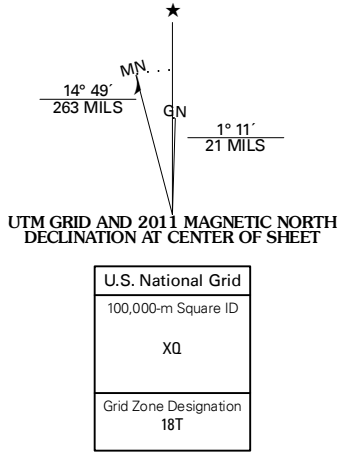 ★
MN
14° 49´
263 MILS
GN
1° 11´
21 MILS
UTM GRID AND 2011 MAGNETIC NORTH
DECLINATION AT CENTER OF SHEET
U.S. National Grid
100,000-m Square ID
XQ
Grid Zone Designation
18T